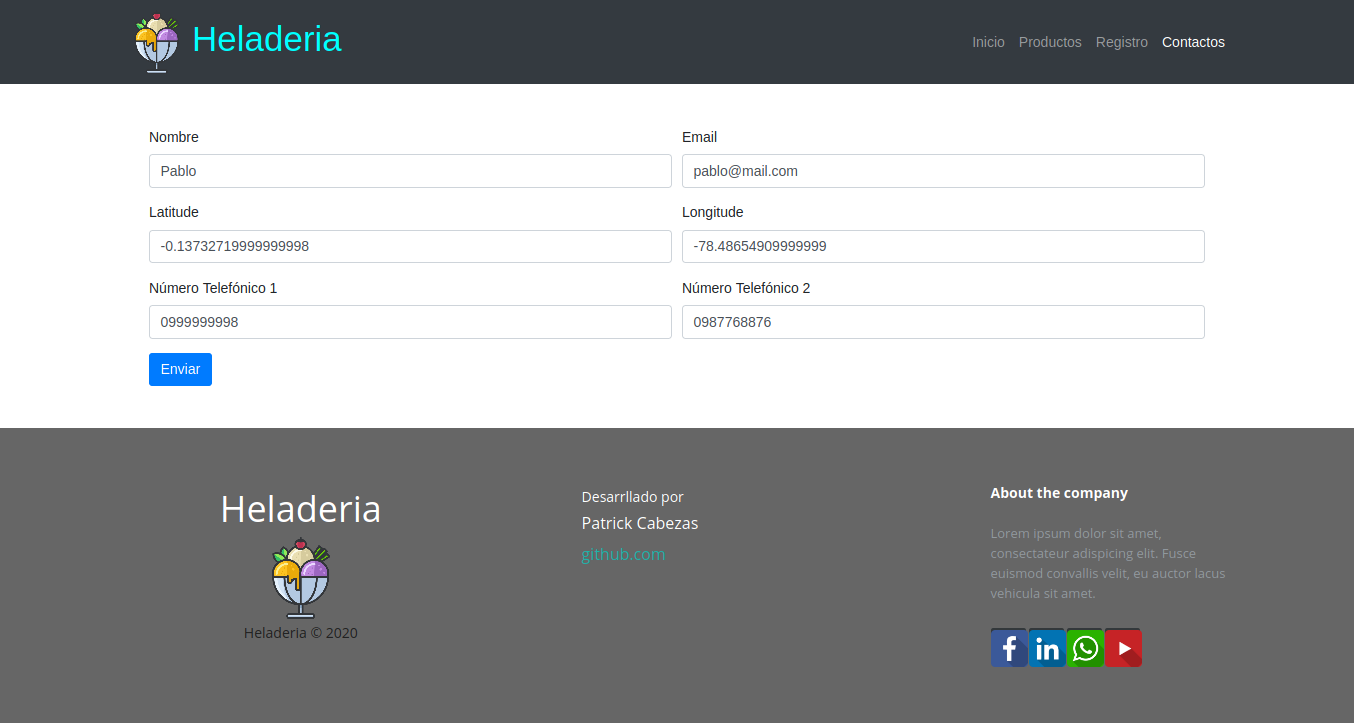 Heladeria
Inicio Productos Registro Contactos
Nombre
Email
Pablo
pablo@mail.com
Latitude
Longitude
-0.13732719999999998
-78.48654909999999
Número Telefónico 1
Número Telefónico 2
0999999998
0987768876
Enviar
Heladeria
Heladeria © 2020
Desarrllado por
Patrick Cabezas
github.com
About the company
Lorem ipsum dolor sit amet,
consectateur adispicing elit. Fusce
euismod convallis velit, eu auctor lacus
vehicula sit amet.